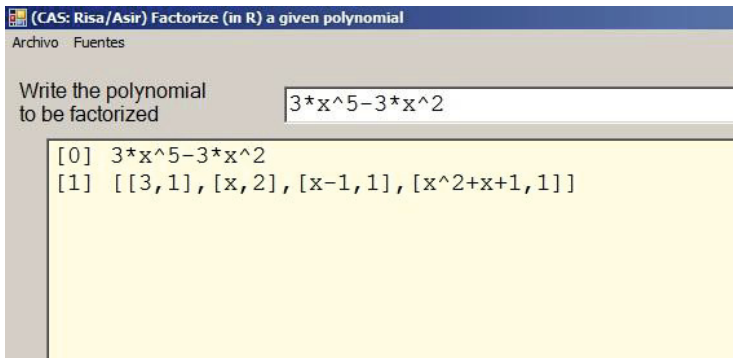 (CAS: Risa/Asir) Factorize (in R) a given polynomial
Archivo Fuentes
Write the polynomial
to be factorized
3*x^5-3*x^2
[0] 3*x^5-3*x^2
[1] [[3,1],[x,2],[x-1,1],[x^2+x+1,1]]